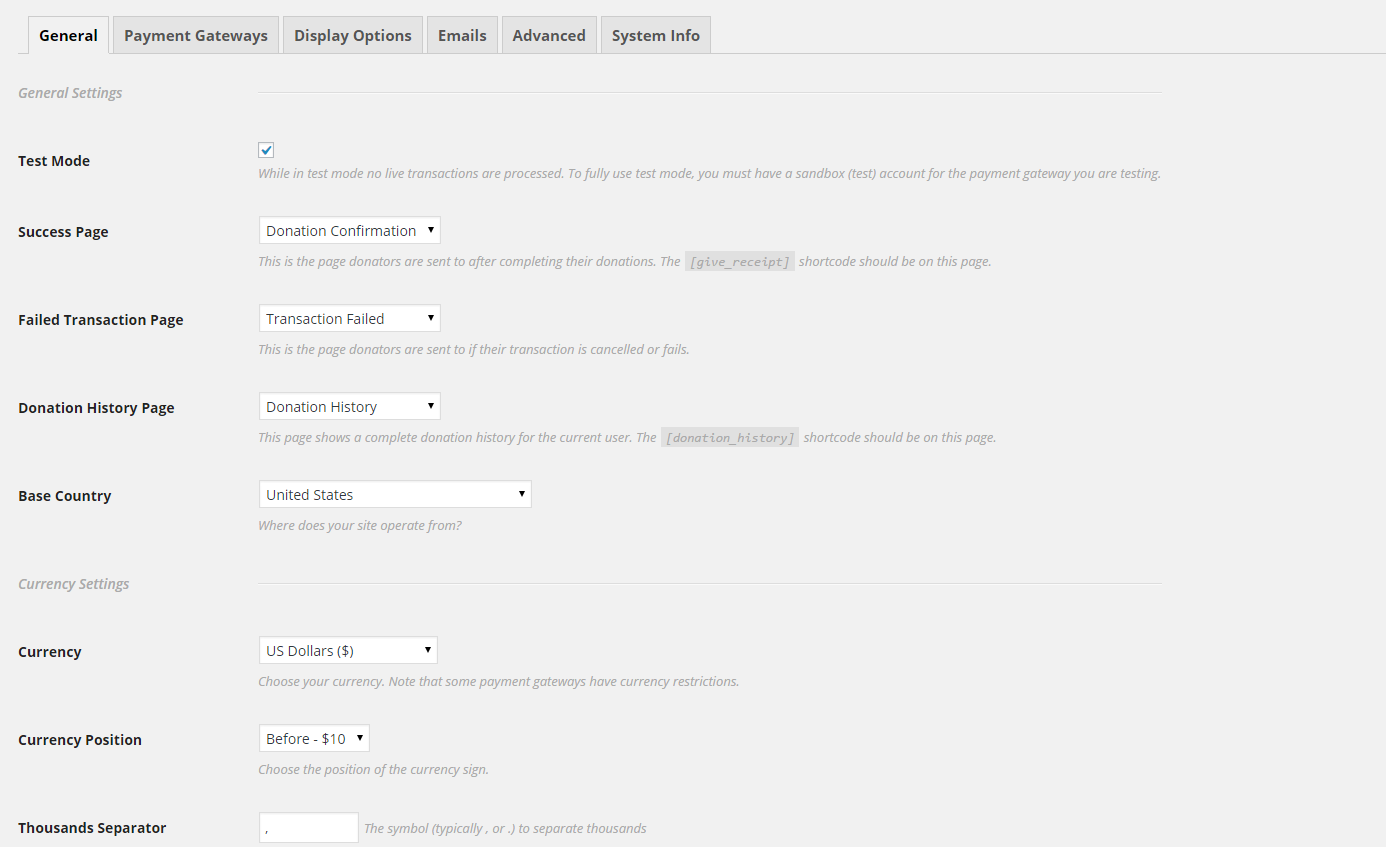 General Payment Gateways Display Options Emails Advanced System Info
General Settings
Test Mode
While in test mode no live transactions are processed. To fully use test mode, you must have a sandbox (test) account for the payment gateway you are testing.
Success Page
Donation Confirmation
This is the page donators are sent to after completing their donations. The [give_receipt] shortcode should be on this page.
Failed Transaction Page
Transaction Failed
This is the page donators are sent to if their transaction is cancelled or fails.
Donation History Page
Donation History
This page shows a complete donation history for the current user. The [donation_history] shortcode should be on this page.
Base Country
United States
Where does your site operate from?
Currency Settings
Currency
US Dollars ($)
Choose your currency. Note that some payment gateways have currency restrictions.
Currency Position
Before - $10
Choose the position of the currency sign.
Thousands Separator
, The symbol (typically , or .) to separate thousands